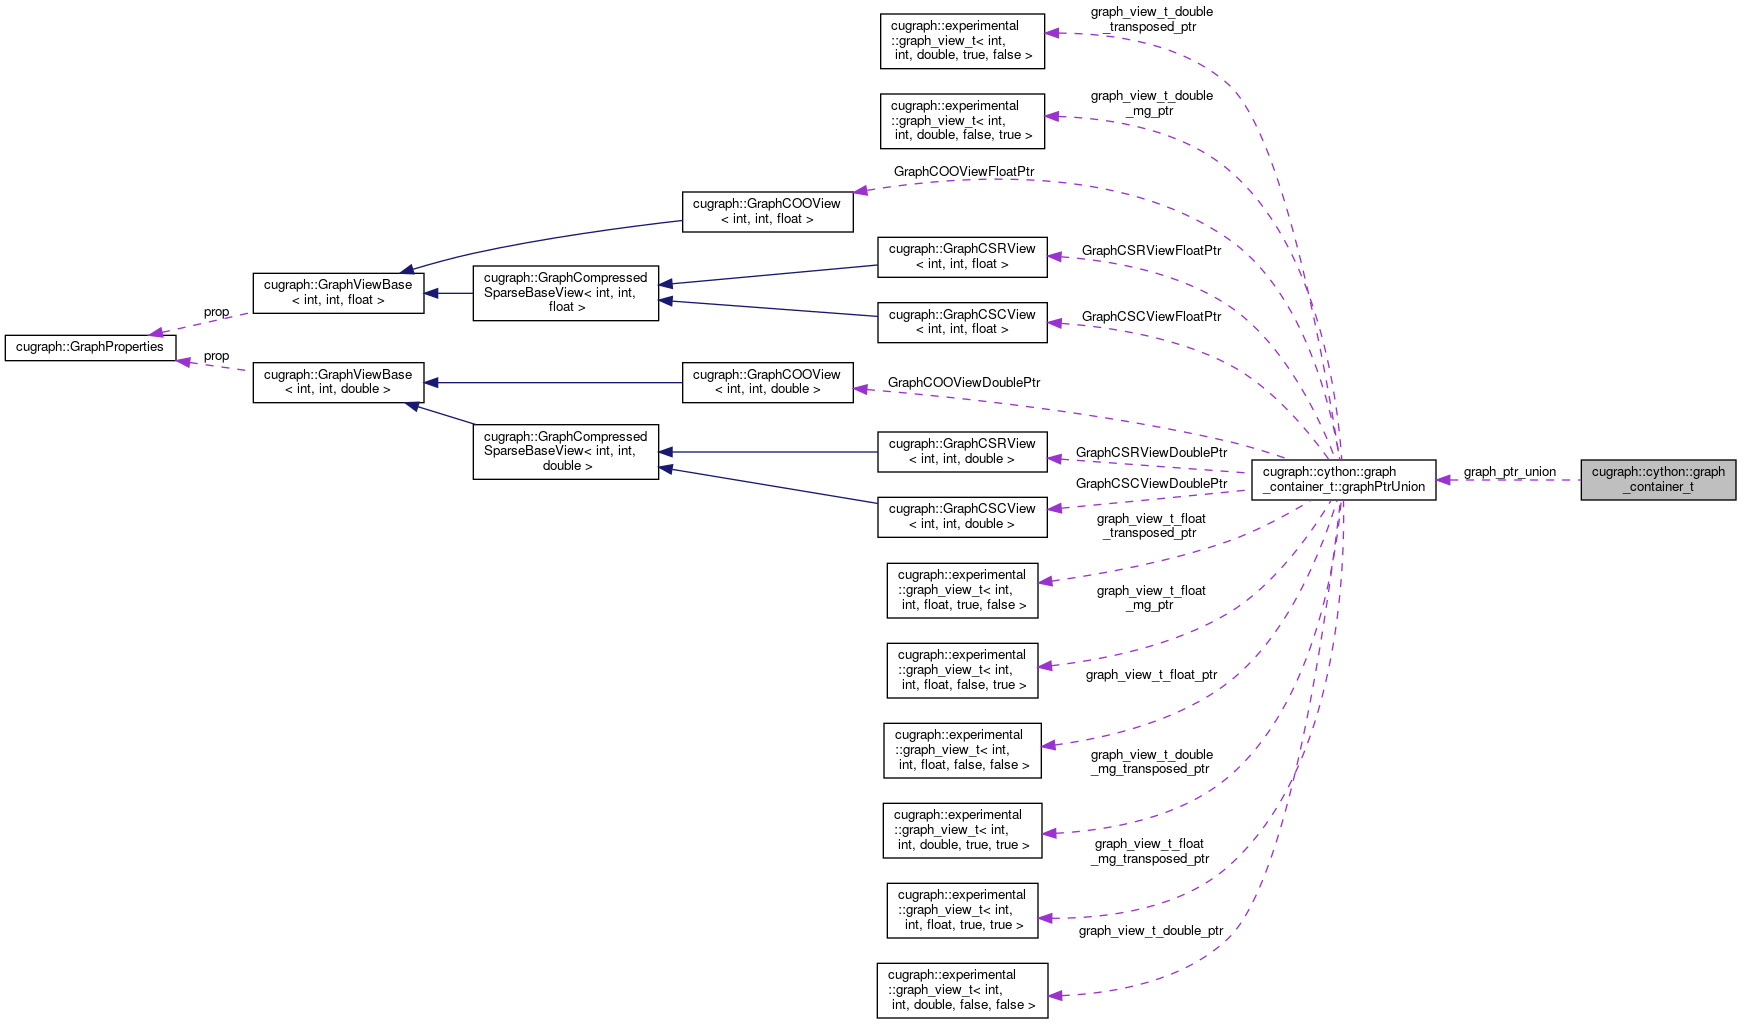 cugraph::experimental
::graph_view_t< int,
int, double, true, false >
graph_view_t_double
_transposed_ptr
cugraph::experimental
::graph_view_t< int,
int, double, false, true >
graph_view_t_double
_mg_ptr
cugraph::GraphCOOView
< int, int, float >
GraphCOOViewFloatPtr
cugraph::GraphCSRView
< int, int, float >
GraphCSRViewFloatPtr
cugraph::GraphViewBase
< int, int, float >
cugraph::GraphCompressed
SparseBaseView< int, int,
float >
cugraph::GraphCSCView
< int, int, float >
GraphCSCViewFloatPtr
prop
cugraph::GraphProperties
prop
cugraph::GraphViewBase
< int, int, double >
cugraph::GraphCOOView
< int, int, double >
GraphCOOViewDoublePtr
cugraph::GraphCompressed
SparseBaseView< int, int,
double >
cugraph::GraphCSRView
< int, int, double >
GraphCSRViewDoublePtr
cugraph::cython::graph
_container_t::graphPtrUnion
graph_ptr_union
cugraph::cython::graph
_container_t
cugraph::GraphCSCView
< int, int, double >
GraphCSCViewDoublePtr
graph_view_t_float
_transposed_ptr
cugraph::experimental
::graph_view_t< int,
int, float, true, false >
graph_view_t_float
_mg_ptr
cugraph::experimental
::graph_view_t< int,
int, float, false, true >
graph_view_t_float_ptr
cugraph::experimental
::graph_view_t< int,
int, float, false, false >
graph_view_t_double
_mg_transposed_ptr
cugraph::experimental
::graph_view_t< int,
int, double, true, true >
graph_view_t_float
_mg_transposed_ptr
cugraph::experimental
::graph_view_t< int,
int, float, true, true >
graph_view_t_double_ptr
cugraph::experimental
::graph_view_t< int,
int, double, false, false >